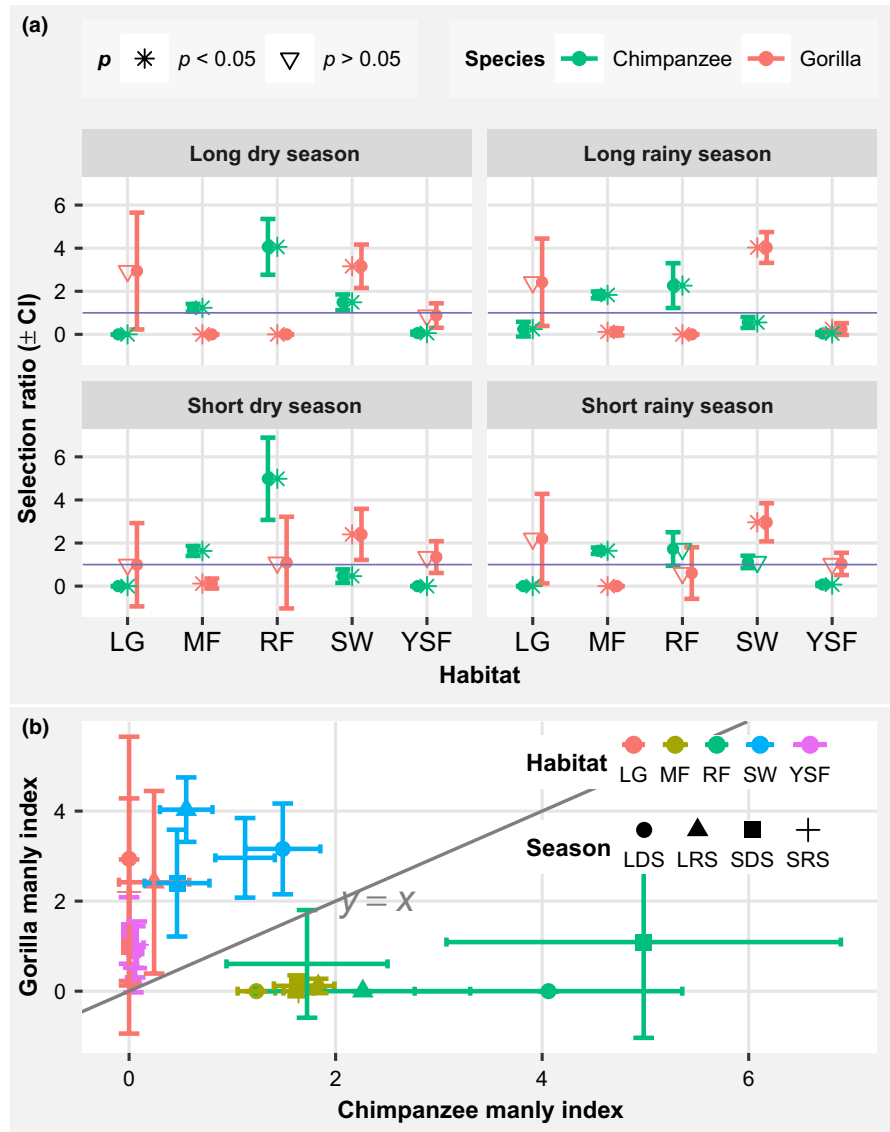 (a)
p p < 0.05 p > 0.05 Species Chimpanzee Gorilla
Long dry season Long rainy season
6
4
2
0
Short dry season Short rainy season
6
4
2
0
Selection ratio (± CI)
LG MF RF SW YSF LG MF RF SW YSF
Habitat
(b)
Habitat
LG MF RF SW YSF
Season
LDS LRS SDS SRS
y = x
4
2
0
Gorilla manly index
0 2 4 6
Chimpanzee manly index